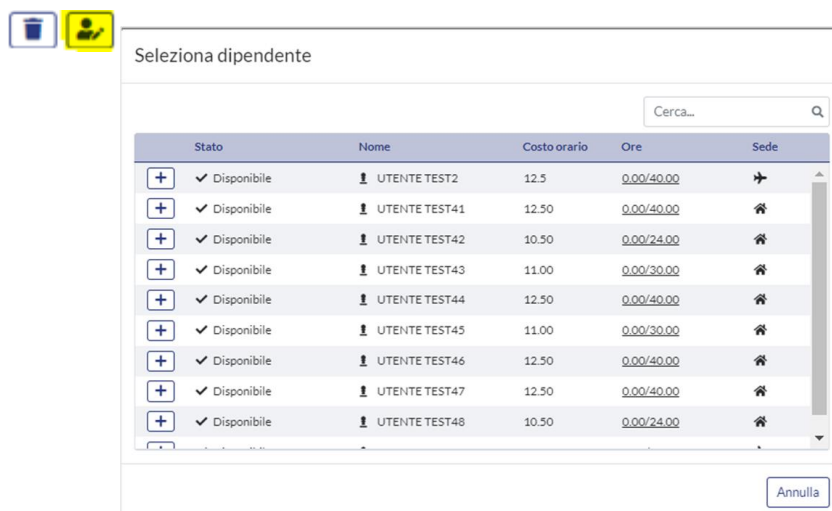 Seleziona dipendente
Cerca...
Stato Nome Costo orario Ore Sede
Disponibile UTENTE TEST2 12.5 0.00/40.00
Disponibile UTENTE TEST41 12.50 0.00/40.00
Disponibile UTENTE TEST42 10.50 0.00/24.00
Disponibile UTENTE TEST43 11.00 0.00/30.00
Disponibile UTENTE TEST44 12.50 0.00/40.00
Disponibile UTENTE TEST45 11.00 0.00/30.00
Disponibile UTENTE TEST46 12.50 0.00/40.00
Disponibile UTENTE TEST47 12.50 0.00/40.00
Disponibile UTENTE TEST48 10.50 0.00/24.00
Annulla